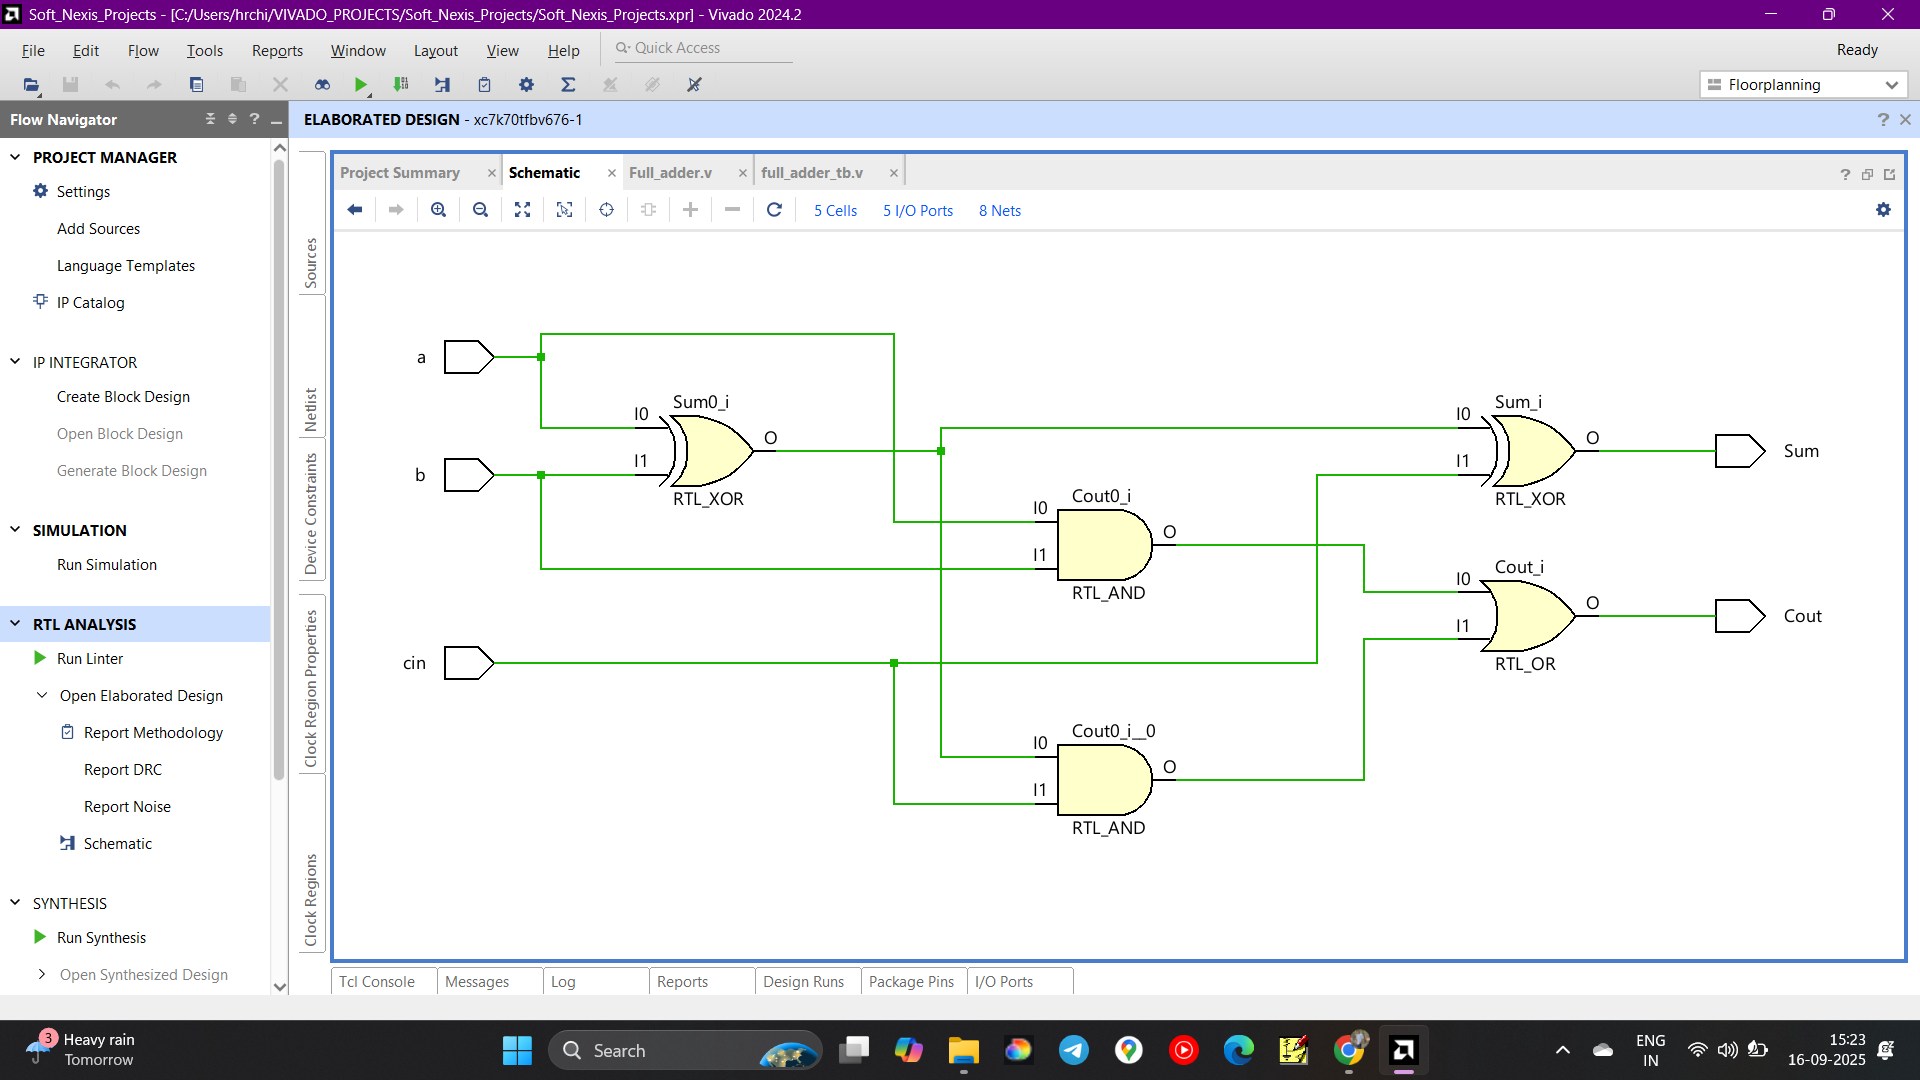 Soft_Nexis_Projects - [C:/Users/hrchi/VIVADO_PROJECTS/Soft_Nexis_Projects/Soft_Nexis_Projects.xpr] - Vivado 2024.2
File Edit Flow Tools Reports Window Layout View Help Quick Access
Ready
Floorplanning
Flow Navigator
ELABORATED DESIGN - xc7k70tfbv676-1
PROJECT MANAGER
Settings
Add Sources
Language Templates
IP Catalog
IP INTEGRATOR
Create Block Design
Open Block Design
Generate Block Design
SIMULATION
Run Simulation
RTL ANALYSIS
Run Linter
Open Elaborated Design
Report Methodology
Report DRC
Report Noise
Schematic
SYNTHESIS
Run Synthesis
Open Synthesized Design
Sources
Netlist
Device Constraints
Clock Region Properties
Clock Regions
Project Summary Schematic Full_adder.v full_adder_tb.v
5 Cells 5 I/O Ports 8 Nets
a
b
cin
Sum0_i
I0
I1
O
RTL_XOR
Cout0_i
I0
I1
O
RTL_AND
Cout0_i__0
I0
I1
O
RTL_AND
Sum_i
I0
I1
O
RTL_XOR
Sum
Cout_i
I0
I1
O
RTL_OR
Cout
Tcl Console Messages Log Reports Design Runs Package Pins I/O Ports
3
Heavy rain
Tomorrow
Search
ENG
IN
15:23
16-09-2025